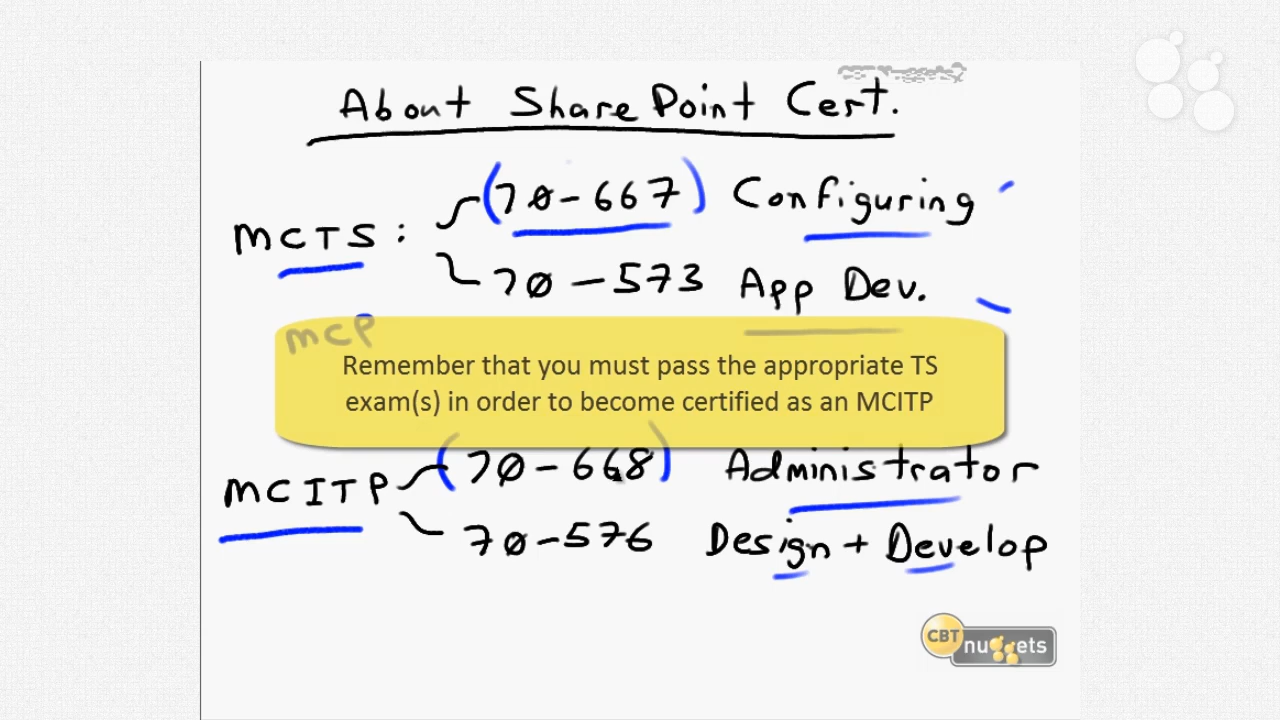 About SharePoint Cert.
(70-667) Configuring
MCTS:
70-573 App Dev.
MCP
Remember that you must pass the appropriate TS
exam(s) in order to become certified as an MCITP
(70-668) Administrator
MCITP
70-576 Design + Develop
CBT nuggets